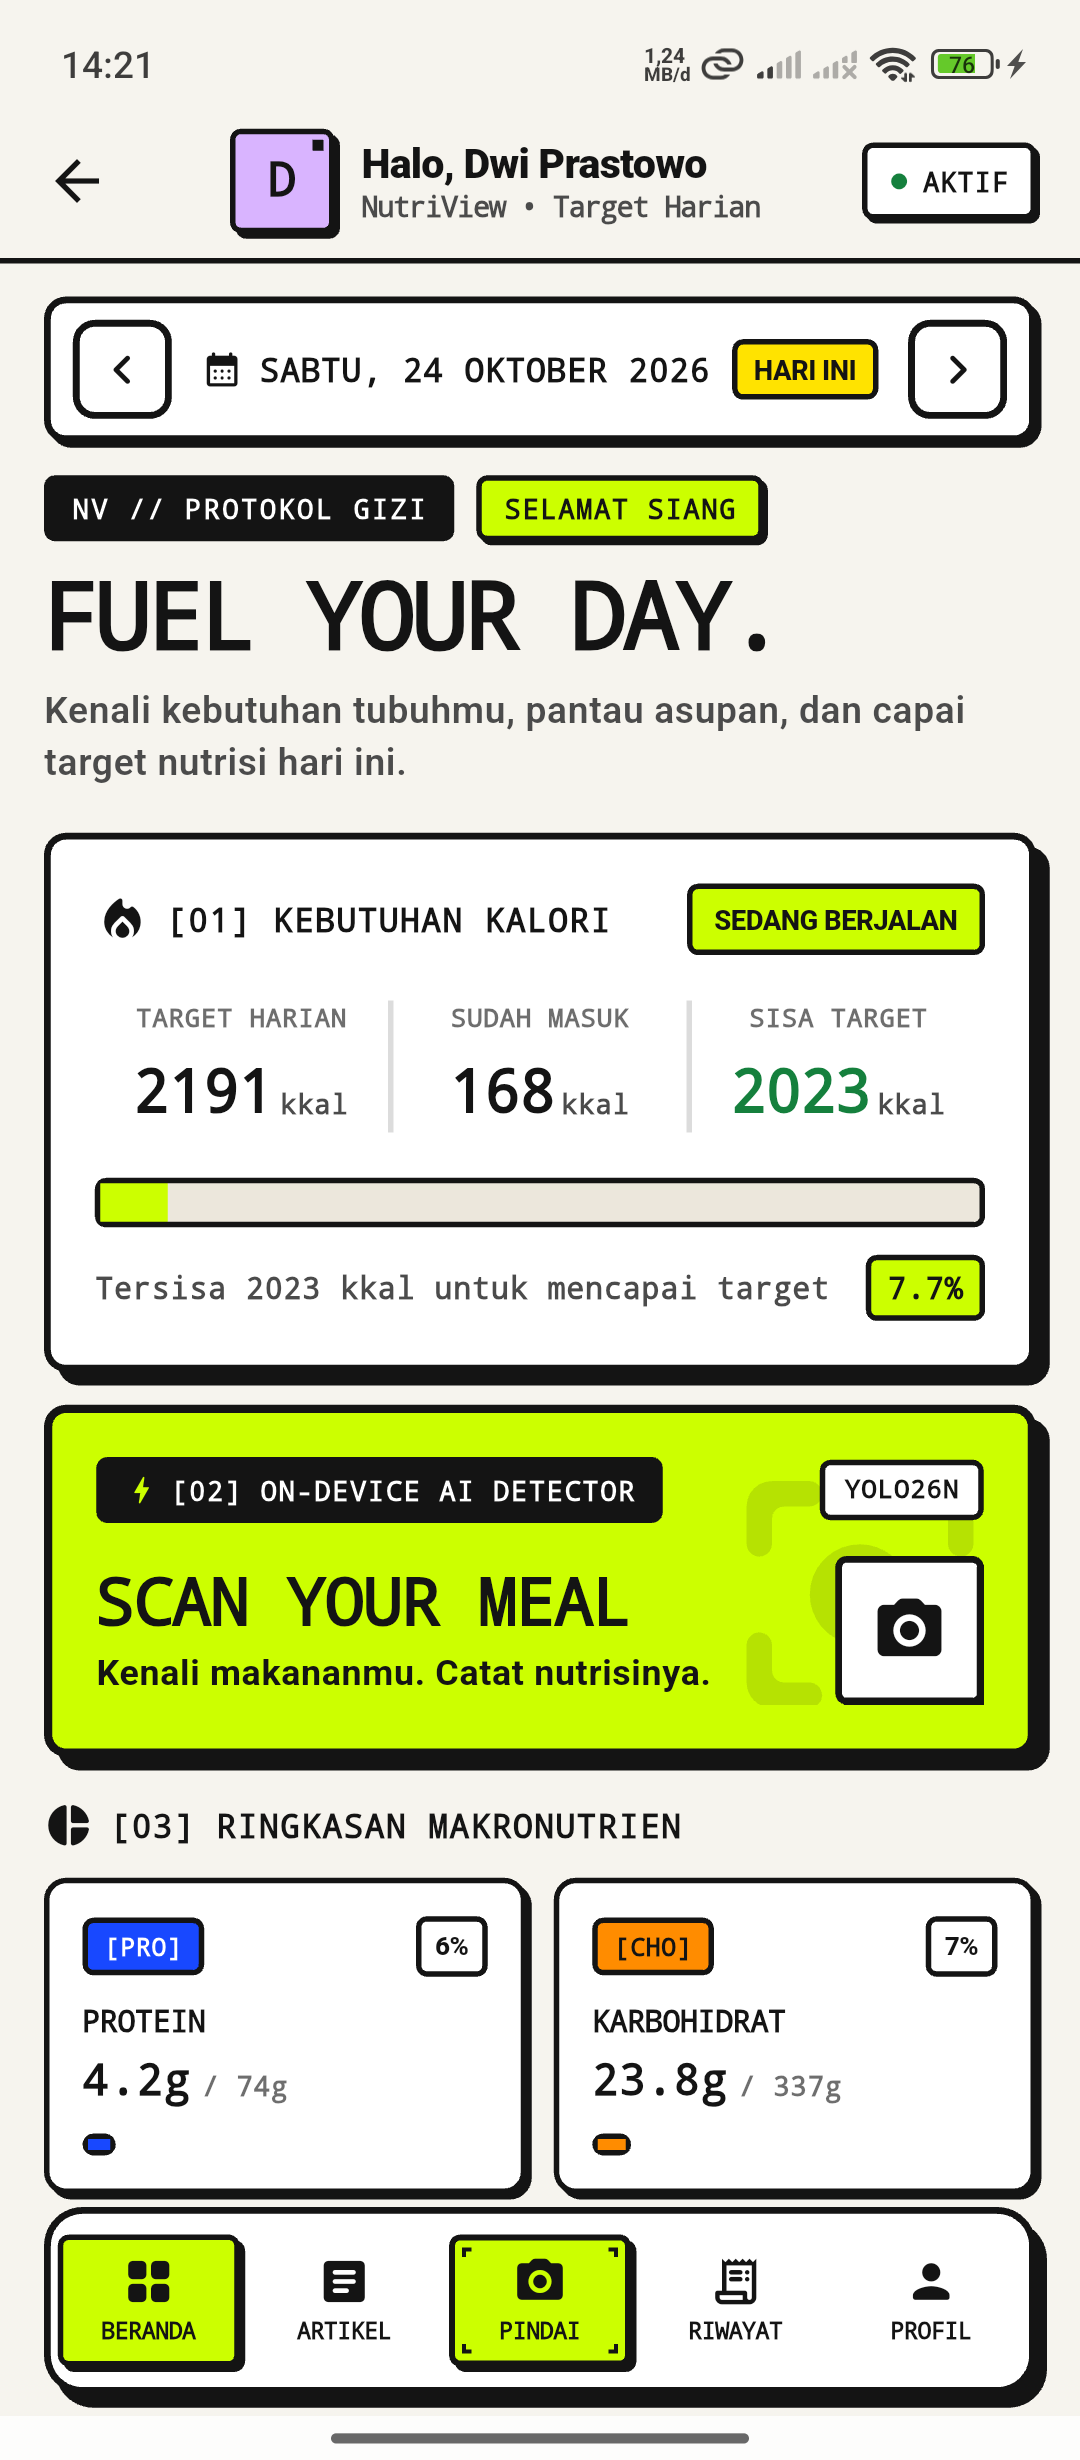 14:21
1,24
MB/d
76
D
Halo, Dwi Prastowo
NutriView • Target Harian
AKTIF
SABTU, 24 OKTOBER 2026
HARI INI
NV // PROTOKOL GIZI
SELAMAT SIANG
FUEL YOUR DAY.
Kenali kebutuhan tubuhmu, pantau asupan, dan capai
target nutrisi hari ini.
[01] KEBUTUHAN KALORI
SEDANG BERJALAN
TARGET HARIAN
2191 kkal
SUDAH MASUK
168 kkal
SISA TARGET
2023 kkal
Tersisa 2023 kkal untuk mencapai target
7.7%
[02] ON-DEVICE AI DETECTOR
YOLO26N
SCAN YOUR MEAL
Kenali makananmu. Catat nutrisinya.
[03] RINGKASAN MAKRONUTRIEN
[PRO]
6%
PROTEIN
4.2g / 74g
[CHO]
7%
KARBOHIDRAT
23.8g / 337g
BERANDA
ARTIKEL
PINDAI
RIWAYAT
PROFIL